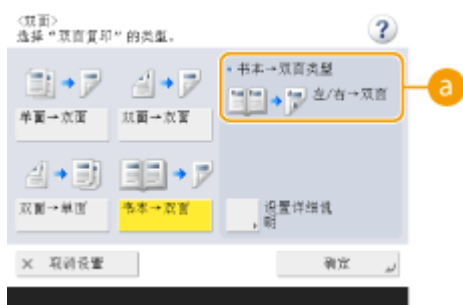 <双面>
选择“双面复印”的类型。
?
书本→双面类型
左/右→双面
a
单面→双面
双面→双面
双面→单面
书本→双面
设置详细说
明
× 取消设置
确定